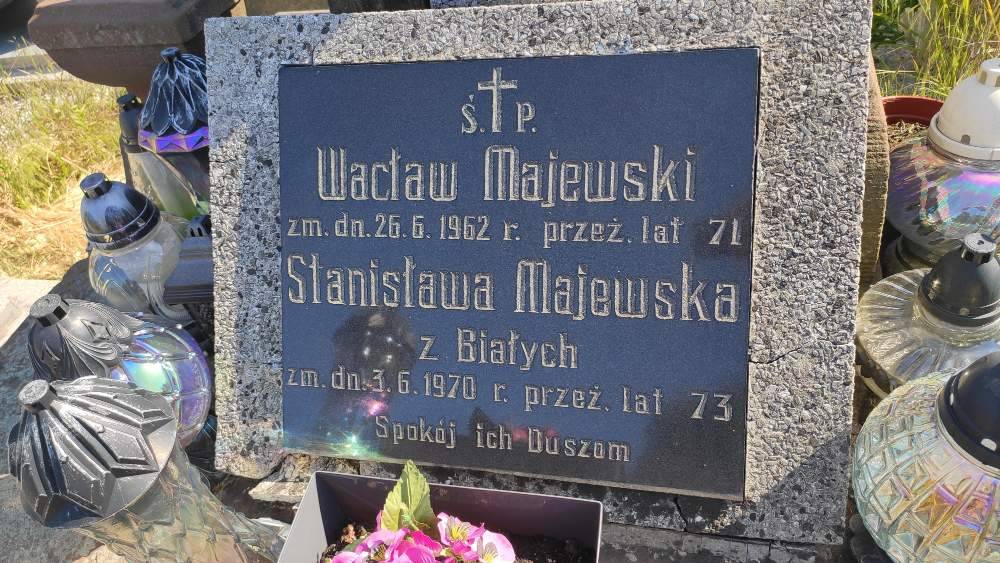 Ś. P.
Wacław Majewski
zm. dn. 26. 6. 1962 r. przeż. lat 71
Stanisława Majewska
z Białych
zm. dn. 3. 6. 1970 r. przeż. lat 73
Spokój ich Duszom